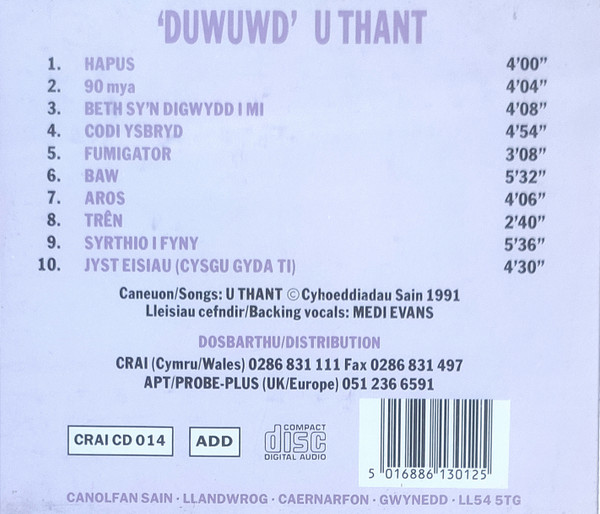 'DUWUWD' U THANT
1. HAPUS 4'00"
2. 90 mya 4'04"
3. BETH SY'N DIGWYDD I MI 4'08"
4. CODI YSBRYD 4'54"
5. FUMIGATOR 3'08"
6. BAW 5'32"
7. AROS 4'06"
8. TRÊN 2'40"
9. SYRTHIO I FYNY 5'36"
10. JYST EISIAU (CYSGU GYDA TI) 4'30"
Caneuon/Songs: U THANT © Cyhoeddiadau Sain 1991
Lleisiau cefndir/Backing vocals: MEDI EVANS
DOSBARTHU/DISTRIBUTION
CRAI (Cymru/Wales) 0286 831 111 Fax 0286 831 497
APT/PROBE-PLUS (UK/Europe) 051 236 6591
CRAI CD 014 ADD COMPACT disc DIGITAL AUDIO
5 016886 130125
CANOLFAN SAIN · LLANDWROG · CAERNARFON · GWYNEDD · LL54 5TG